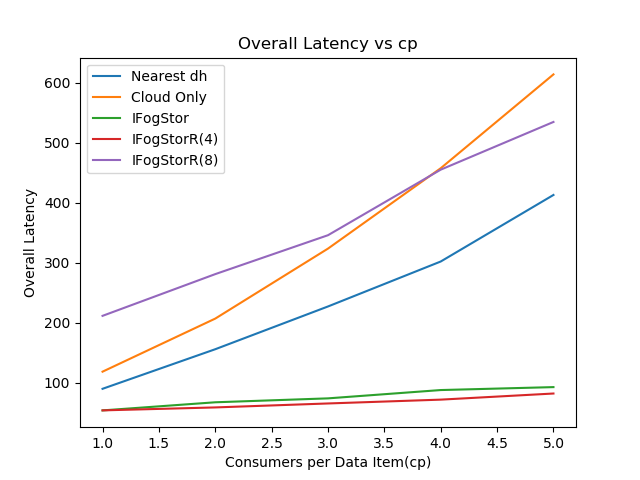 Overall Latency vs cp
Nearest dh
Cloud Only
IFogStor
IFogStorR(4)
IFogStorR(8)
Overall Latency
600
500
400
300
200
100
1.0 1.5 2.0 2.5 3.0 3.5 4.0 4.5 5.0
Consumers per Data Item(cp)